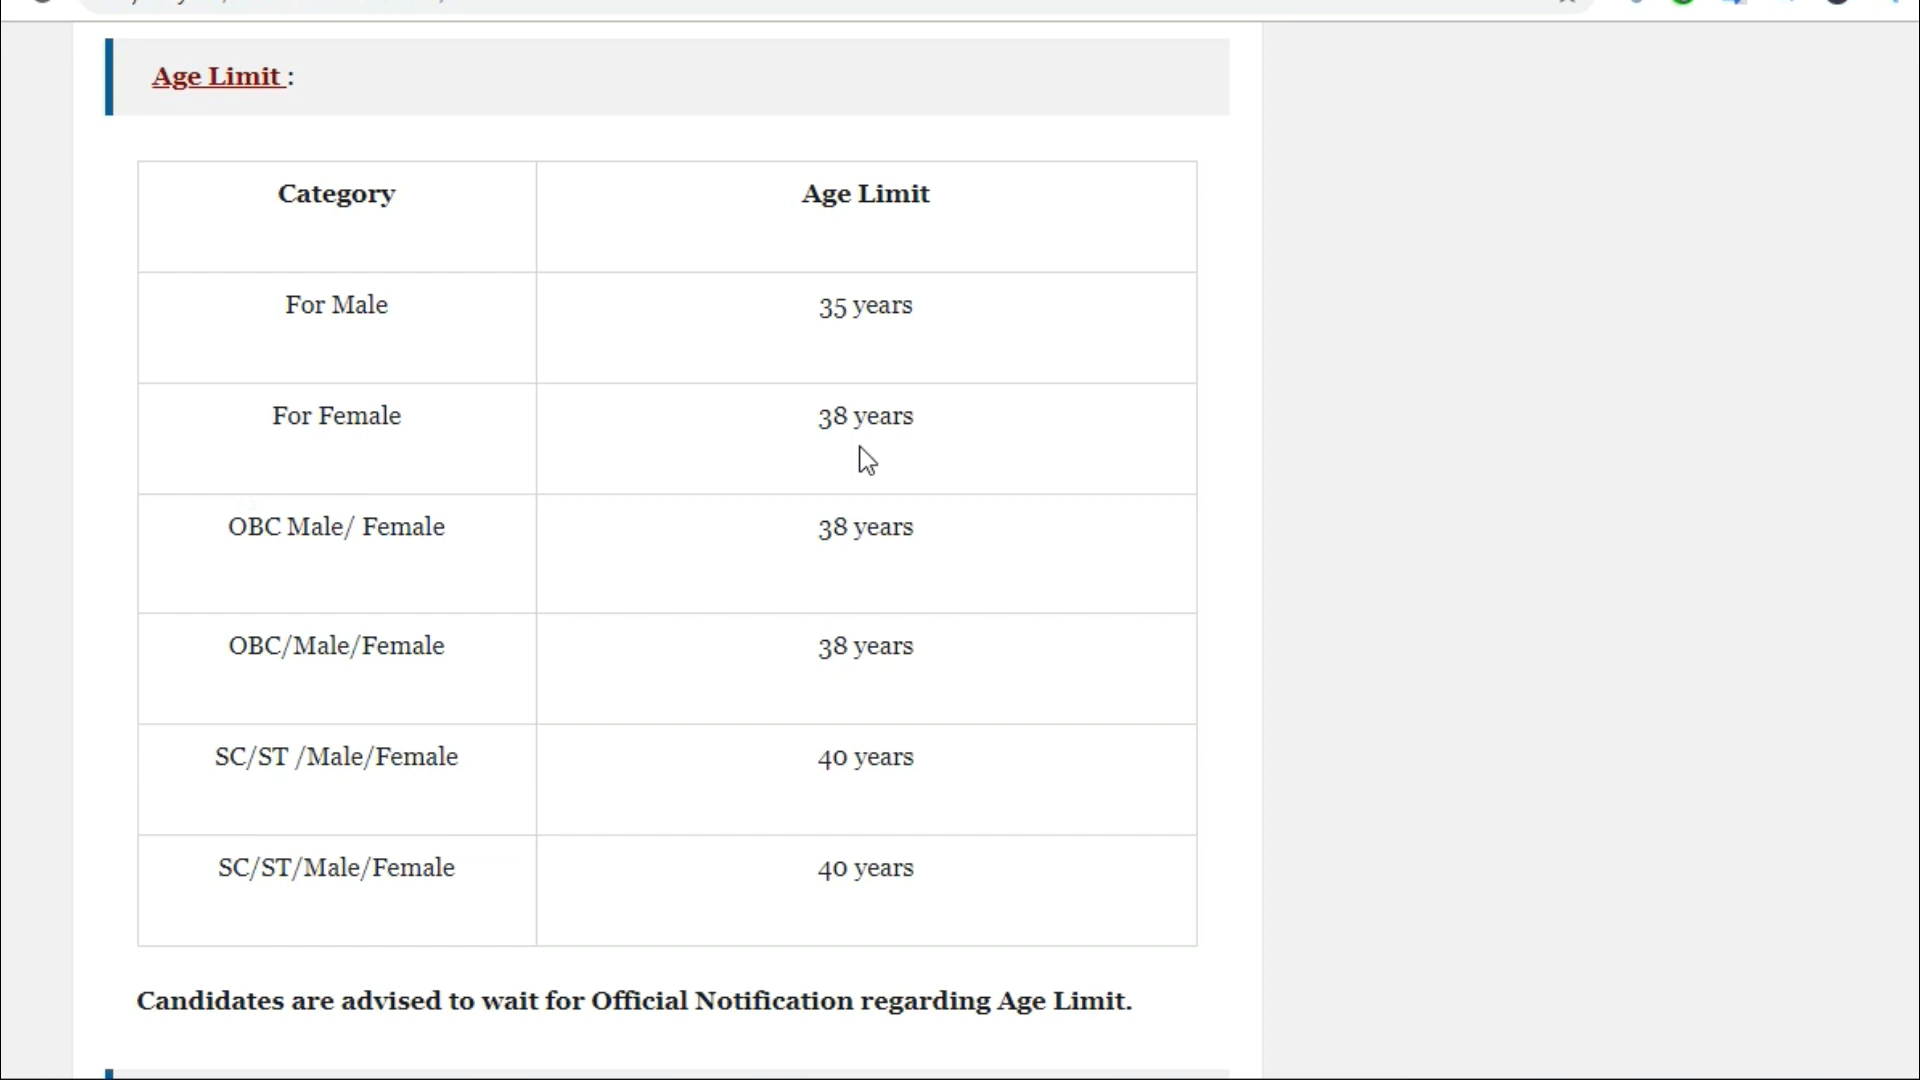 Age Limit :
Category
Age Limit
For Male
35 years
For Female
38 years
OBC Male/ Female
38 years
OBC/Male/Female
38 years
SC/ST /Male/Female
40 years
SC/ST/Male/Female
40 years
Candidates are advised to wait for Official Notification regarding Age Limit.